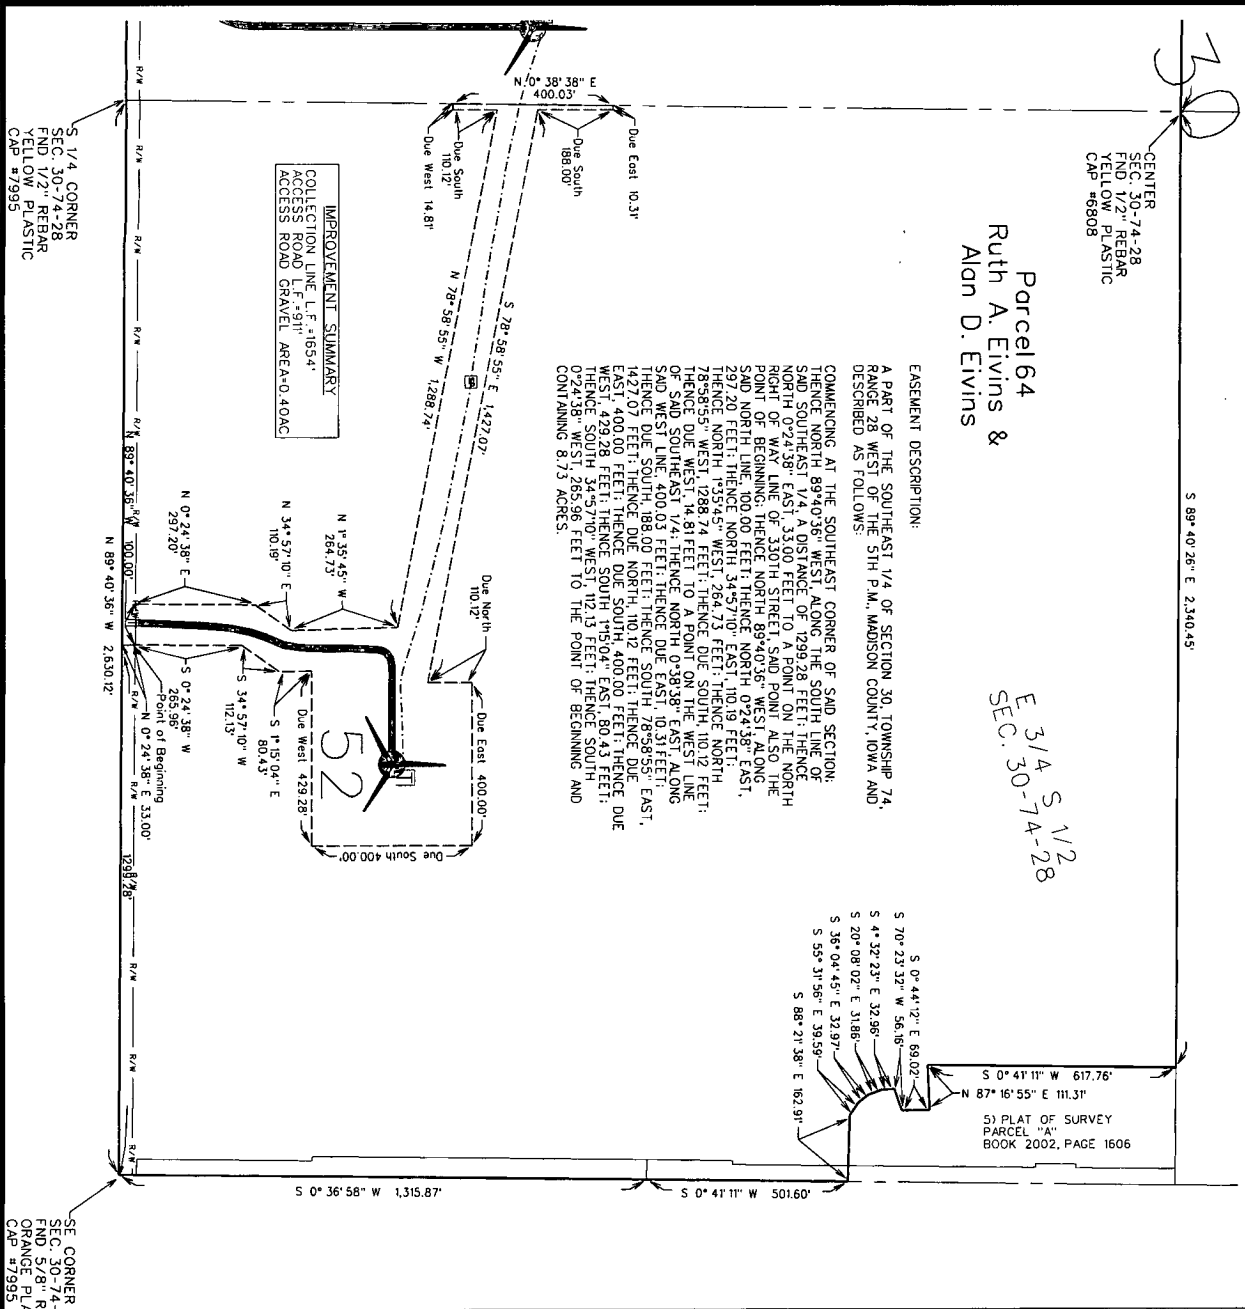 30
CENTER
SEC. 30-74-28
FND 1/2" REBAR
YELLOW PLASTIC
CAP #6808
S 89° 40' 26" E 2,340.45'
Parcel 64
Ruth A. Eivins &
Alan D. Eivins
E 3/4 S 1/2
SEC. 30-74-28
EASEMENT DESCRIPTION:
A PART OF THE SOUTHEAST 1/4 OF SECTION 30, TOWNSHIP 74,
RANGE 28 WEST OF THE 5TH P.M., MADISON COUNTY, IOWA AND
DESCRIBED AS FOLLOWS:
COMMENCING AT THE SOUTHEAST CORNER OF SAID SECTION;
THENCE NORTH 89°40'36" WEST, ALONG THE SOUTH LINE OF
SAID SOUTHEAST 1/4, A DISTANCE OF 1299.28 FEET; THENCE
NORTH 0°24'38" EAST, 33.00 FEET TO A POINT ON THE NORTH
RIGHT OF WAY LINE OF 330TH STREET, SAID POINT ALSO THE
POINT OF BEGINNING; THENCE NORTH 89°40'36" WEST, ALONG
SAID NORTH LINE, 100.00 FEET; THENCE NORTH 0°24'38" EAST,
297.20 FEET; THENCE NORTH 34°57'10" EAST, 110.19 FEET;
THENCE NORTH 1°35'45" WEST, 264.73 FEET; THENCE NORTH
78°58'55" WEST, 1288.74 FEET; THENCE DUE SOUTH, 110.12 FEET;
THENCE DUE WEST, 14.81 FEET TO A POINT ON THE WEST LINE
OF SAID SOUTHEAST 1/4; THENCE NORTH 0°38'38" EAST, ALONG
SAID WEST LINE, 400.03 FEET; THENCE DUE EAST, 10.31 FEET;
THENCE DUE SOUTH, 188.00 FEET; THENCE SOUTH 78°58'55" EAST,
1427.07 FEET; THENCE DUE NORTH, 110.12 FEET; THENCE DUE
EAST, 400.00 FEET; THENCE DUE SOUTH, 400.00 FEET; THENCE DUE
WEST, 429.28 FEET; THENCE SOUTH 1°15'04" EAST, 80.43 FEET;
THENCE SOUTH 34°57'10" WEST, 112.13 FEET; THENCE SOUTH
0°24'38" WEST, 265.96 FEET TO THE POINT OF BEGINNING AND
CONTAINING 8.73 ACRES.
N 0° 38' 38" E
400.03'
Due East 10.31'
Due South
188.00'
Due South
110.12'
Due West 14.81'
S 78° 58' 55" E 1,427.07'
N 78° 58' 55" W 1,288.74'
IMPROVEMENT SUMMARY
COLLECTION LINE L.F.=1654'
ACCESS ROAD L.F.=911'
ACCESS ROAD GRAVEL AREA=0.40AC
Due North
110.12'
Due East 400.00'
Due South 400.00'
Due West 429.28'
52
N 1° 35' 45" W
264.73'
N 34° 57' 10" E
110.19'
N 0° 24' 38" E
297.20'
S 1° 15' 04" E
80.43'
S 34° 57' 10" W
112.13'
S 0° 24' 38" W
265.96'
Point of Beginning
N 0° 24' 38" E 33.00'
N 89° 40' 36" W 100.00'
N 89° 40' 36" W 2,630.12'
1299.28'
R/W
R/W
R/W
R/W
R/W
R/W
R/W
R/W
R/W
R/W
R/W
R/W
S 1/4 CORNER
SEC. 30-74-28
FND 1/2" REBAR
YELLOW PLASTIC
CAP #7995
S 0° 44' 12" E 69.02'
S 70° 23' 32" W 56.16'
S 4° 32' 23" E 32.96'
S 20° 08' 02" E 31.86'
S 36° 04' 45" E 32.97'
S 55° 31' 56" E 39.59'
S 88° 21' 38" E 162.91'
S 0° 41' 11" W 617.76'
N 87° 16' 55" E 111.31'
5) PLAT OF SURVEY
PARCEL "A"
BOOK 2002, PAGE 1606
S 0° 36' 58" W 1,315.87'
S 0° 41' 11" W 501.60'
SE CORNER
SEC. 30-74-
FND 5/8" R
ORANGE PLA
CAP #7995